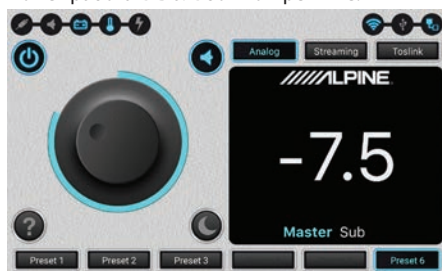 Analog Streaming Toslink
ALPINE
-7.5
Master Sub
?
Preset 1 Preset 2 Preset 3 Preset 6